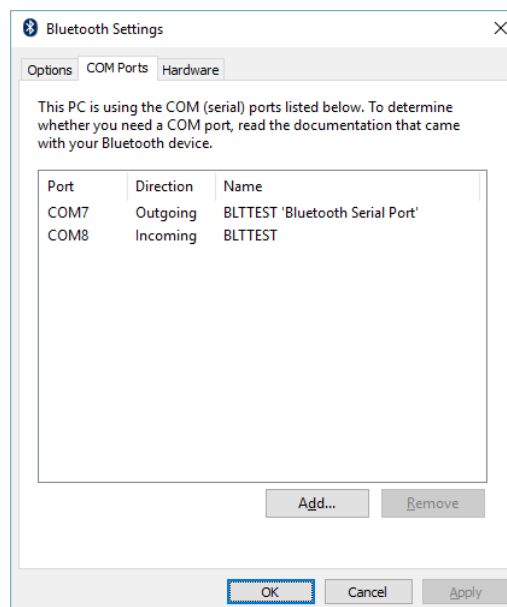 Bluetooth Settings
Options COM Ports Hardware
This PC is using the COM (serial) ports listed below. To determine
whether you need a COM port, read the documentation that came
with your Bluetooth device.
Port Direction Name
COM7 Outgoing BLTTEST 'Bluetooth Serial Port'
COM8 Incoming BLTTEST
Add... Remove
OK Cancel Apply